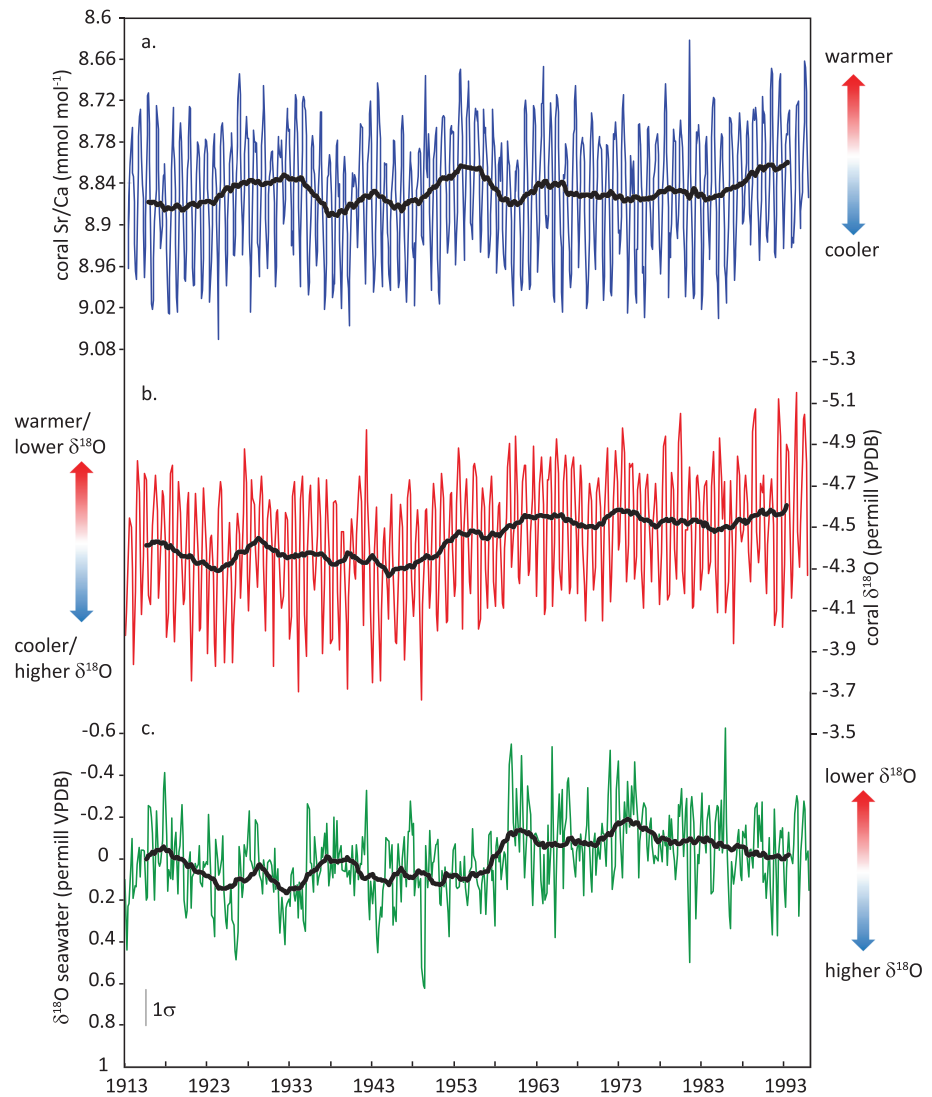 8.6
8.66
8.72
8.78
8.84
8.9
8.96
9.02
9.08
coral Sr/Ca (mmol mol⁻¹)
a.
warmer
cooler
b.
warmer/
lower δ¹⁸O
cooler/
higher δ¹⁸O
-5.3
-5.1
-4.9
-4.7
-4.5
-4.3
-4.1
-3.9
-3.7
-3.5
coral δ¹⁸O (permill VPDB)
c.
-0.6
-0.4
-0.2
0
0.2
0.4
0.6
0.8
1
δ¹⁸O seawater (permill VPDB)
1σ
lower δ¹⁸O
higher δ¹⁸O
1913 1923 1933 1943 1953 1963 1973 1983 1993